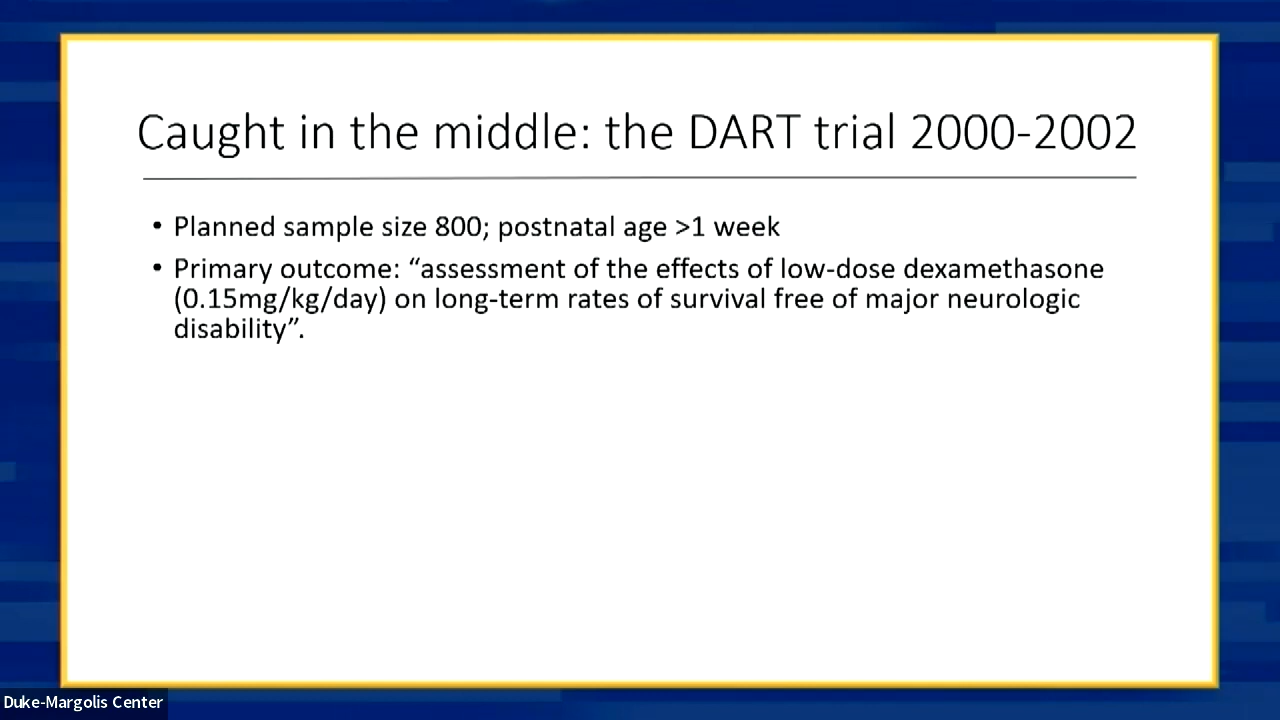 Caught in the middle: the DART trial 2000-2002
• Planned sample size 800; postnatal age >1 week
• Primary outcome: “assessment of the effects of low-dose dexamethasone
(0.15mg/kg/day) on long-term rates of survival free of major neurologic
disability”.
Duke-Margolis Center